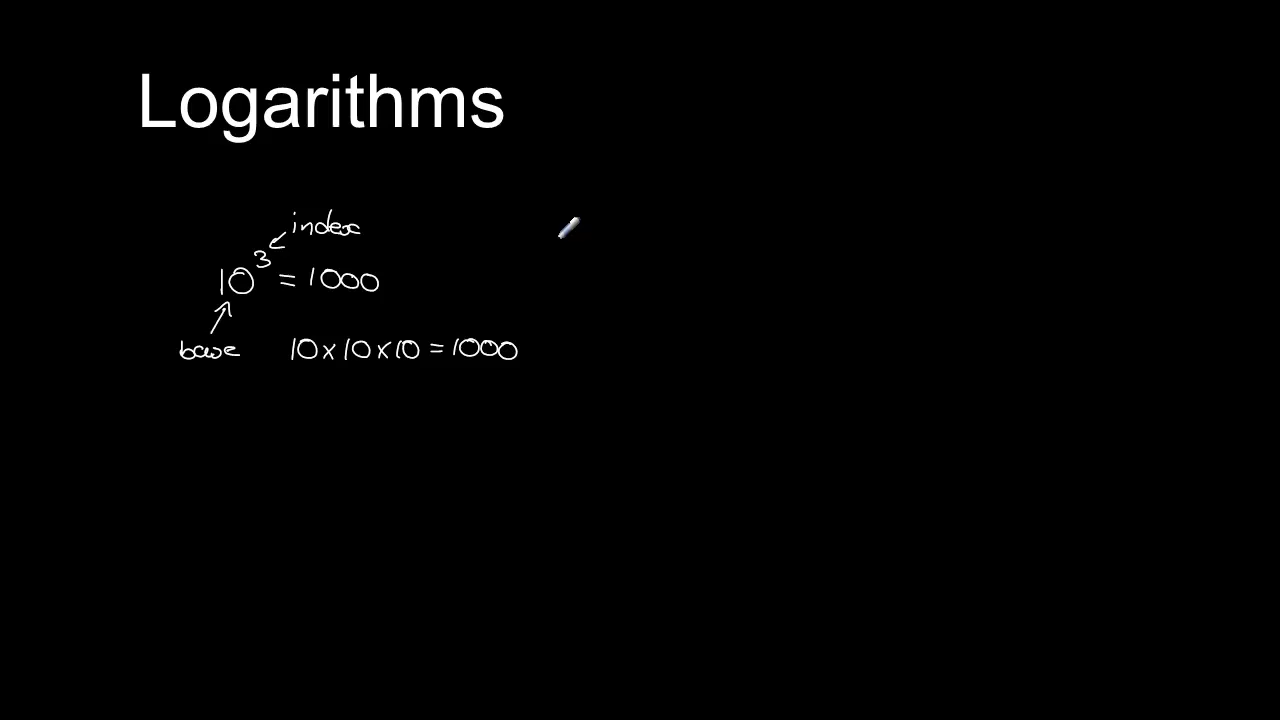 Logarithms
index
10³ = 1000
base 10 x 10 x 10 = 1000